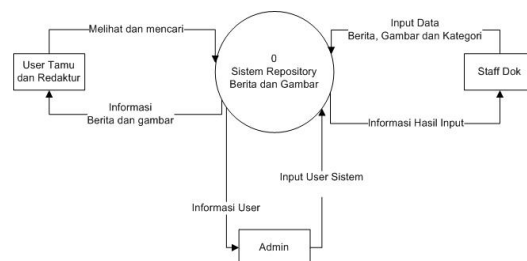 Melihat dan mencari
Input Data
Berita, Gambar dan Kategori
User Tamu
dan Redaktur
0
Sistem Repository
Berita dan Gambar
Staff Dok
Informasi
Berita dan gambar
Informasi Hasil Input
Input User Sistem
Informasi User
Admin